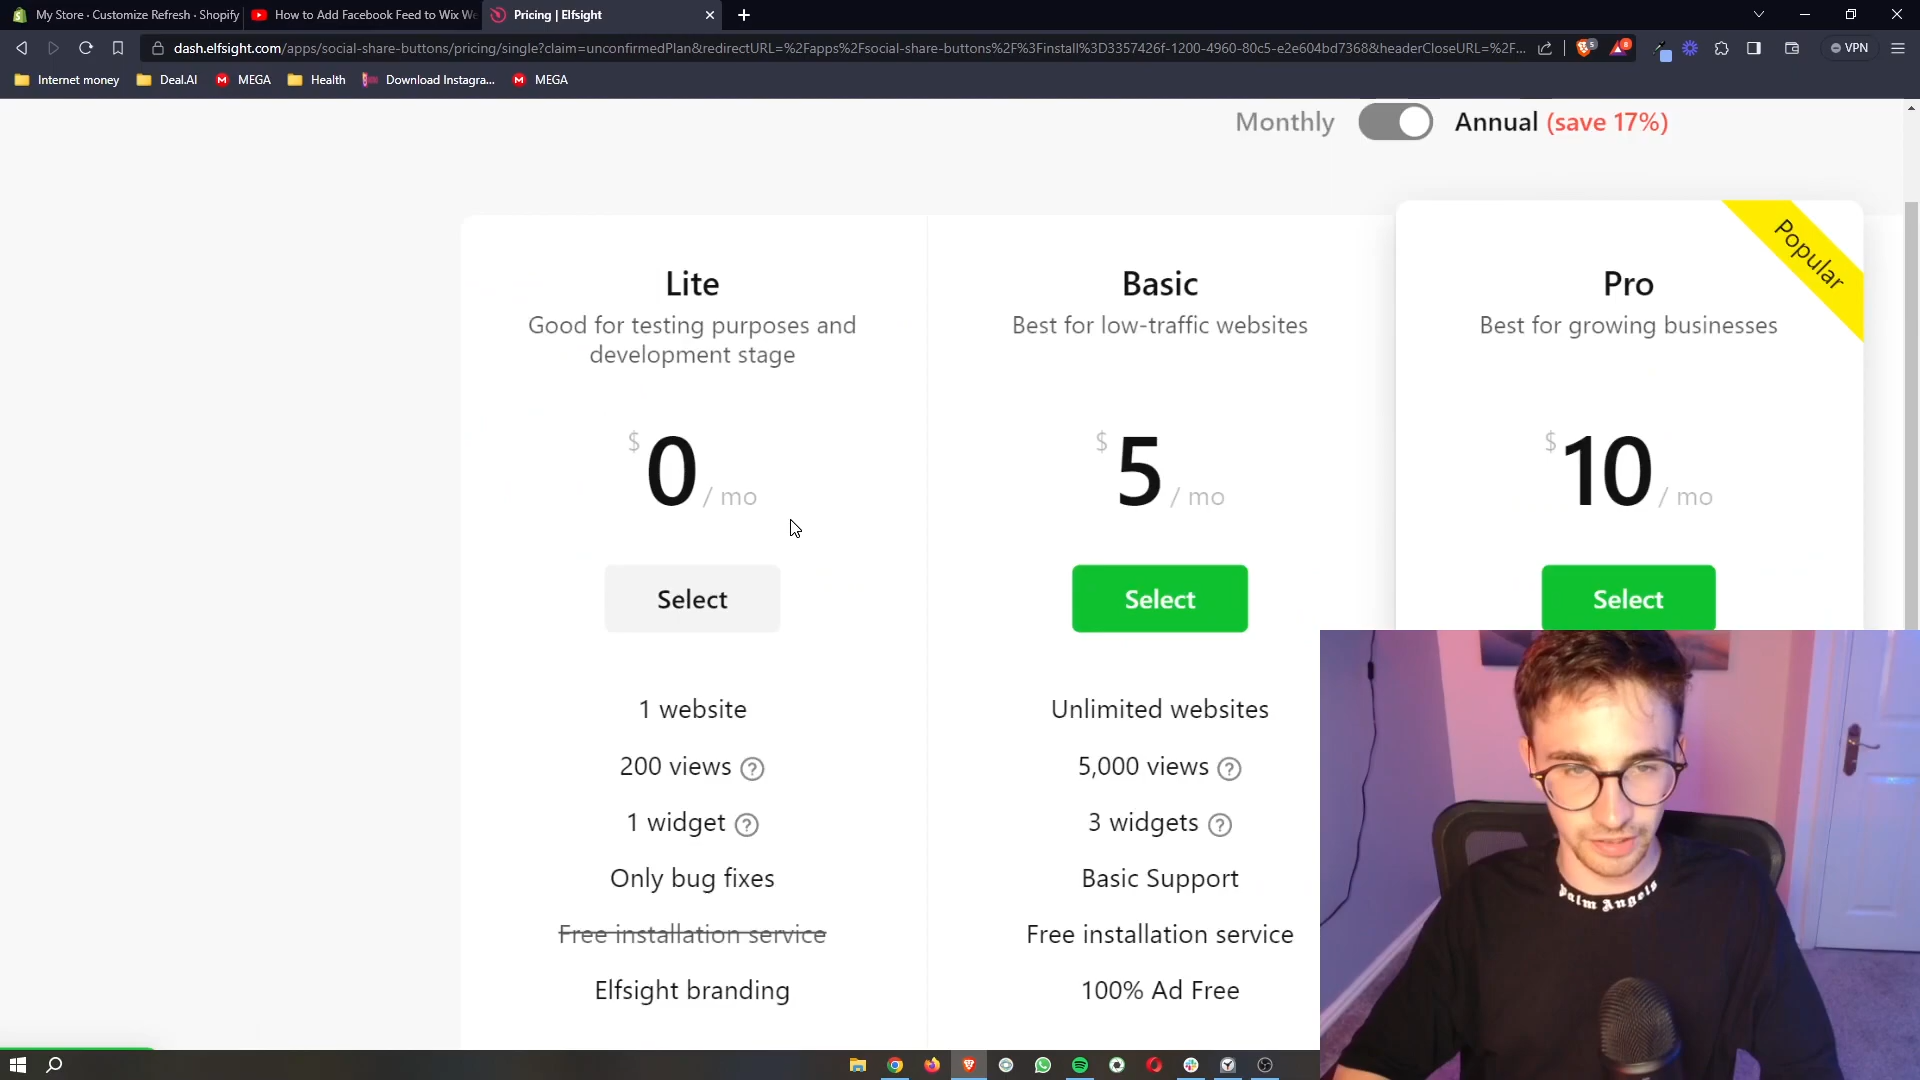 My Store · Customize Refresh · Shopify
How to Add Facebook Feed to Wix We
Pricing | Elfsight
dash.elfsight.com/apps/social-share-buttons/pricing/single?claim=unconfirmedPlan&redirectURL=%2Fapps%2Fsocial-share-buttons%2F%3Finstall%3D3357426f-1200-4960-80c5-e2e604bd7368&headerCloseURL=%2F...
5
8
VPN
Internet money
Deal.AI
MEGA
Health
Download Instagra...
MEGA
Monthly
Annual (save 17%)
Popular
Lite
Good for testing purposes and
development stage
$ 0 / mo
Select
1 website
200 views ?
1 widget ?
Only bug fixes
Free installation service
Elfsight branding
Basic
Best for low-traffic websites
$ 5 / mo
Select
Unlimited websites
5,000 views ?
3 widgets ?
Basic Support
Free installation service
100% Ad Free
Pro
Best for growing businesses
$ 10 / mo
Select
Palm Angels